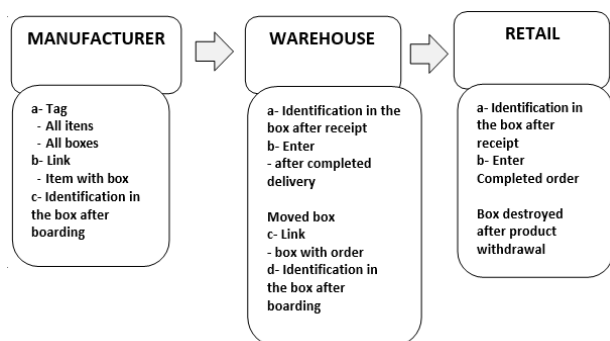 MANUFACTURER
a- Tag
- All itens
- All boxes
b- Link
- Item with box
c- Identification in
the box after
boarding
WAREHOUSE
a- Identification in the
box after receipt
b- Enter
- after completed
delivery
Moved box
c- Link
- box with order
d- Identification in
the box after
boarding
RETAIL
a- Identification in
the box after
receipt
b- Enter
Completed order
Box destroyed
after product
withdrawal